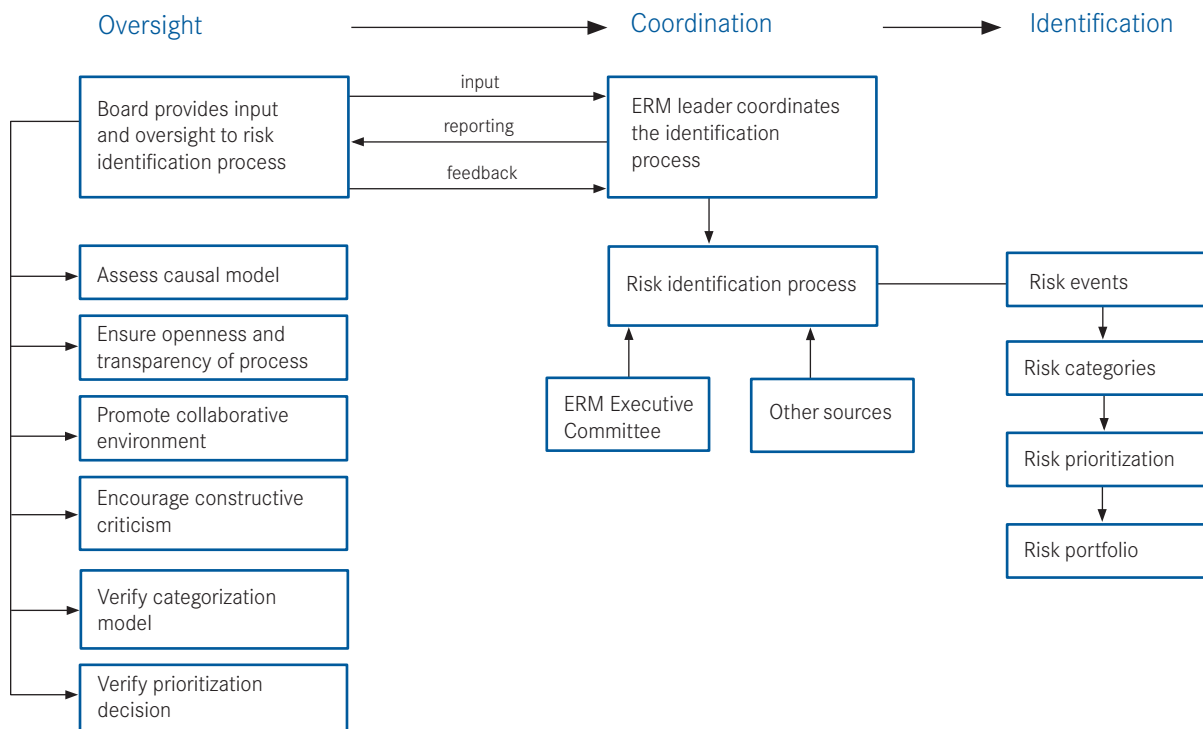 Oversight
Coordination
Identification
Board provides input
and oversight to risk
identification process
input
reporting
feedback
ERM leader coordinates
the identification
process
Assess causal model
Ensure openness and
transparency of process
Promote collaborative
environment
Encourage constructive
criticism
Verify categorization
model
Verify prioritization
decision
Risk identification process
ERM Executive
Committee
Other sources
Risk events
Risk categories
Risk prioritization
Risk portfolio